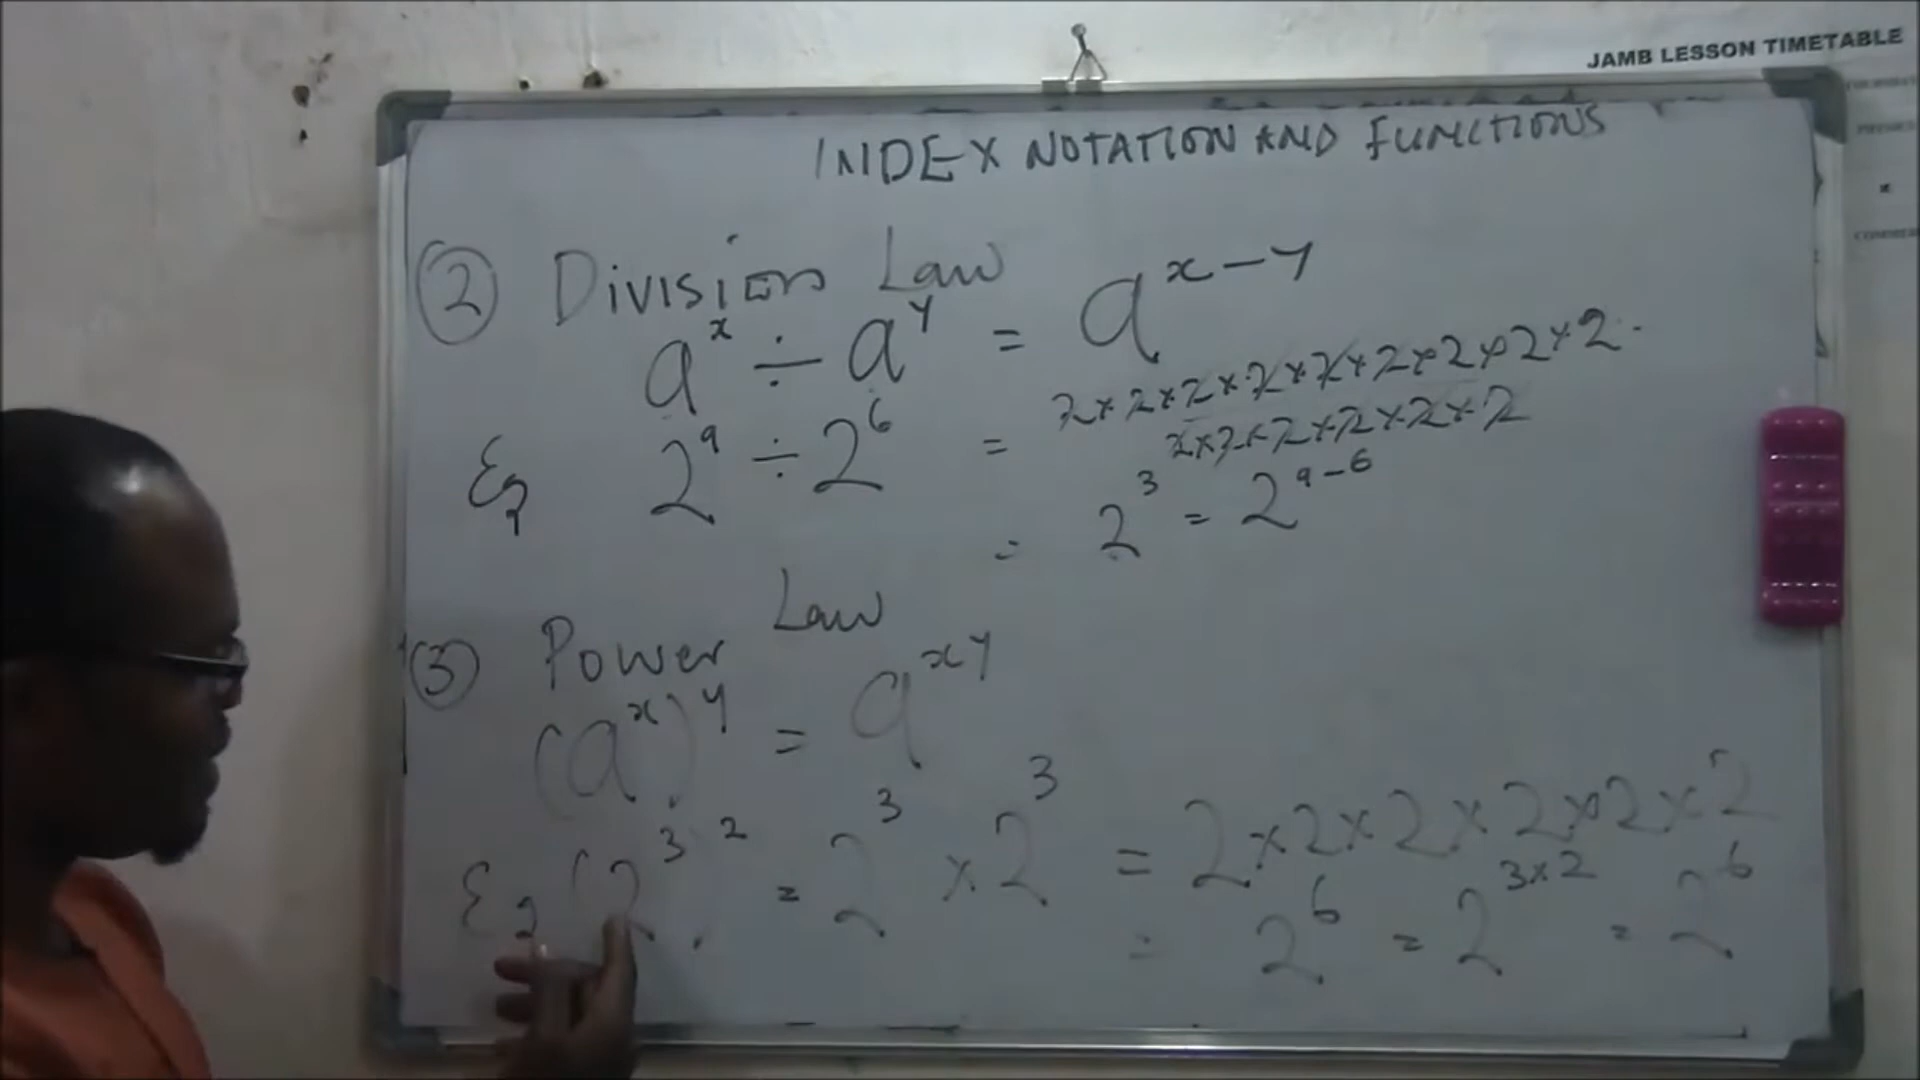 JAMB LESSON TIMETABLE
INDEX NOTATION AND FUNCTIONS
② Division Law
a^x ÷ a^y = a^{x-y}
Eg 2^9 ÷ 2^6 = 2×2×2×2×2×2×2×2×2
2×2×2×2×2×2
= 2^3 = 2^{9-6}
③ Power Law
(a^x)^y = a^{xy}
Eg (2^3)^2 = 2^3 × 2^3 = 2×2×2×2×2×2
= 2^6 = 2^{3×2} = 2^6